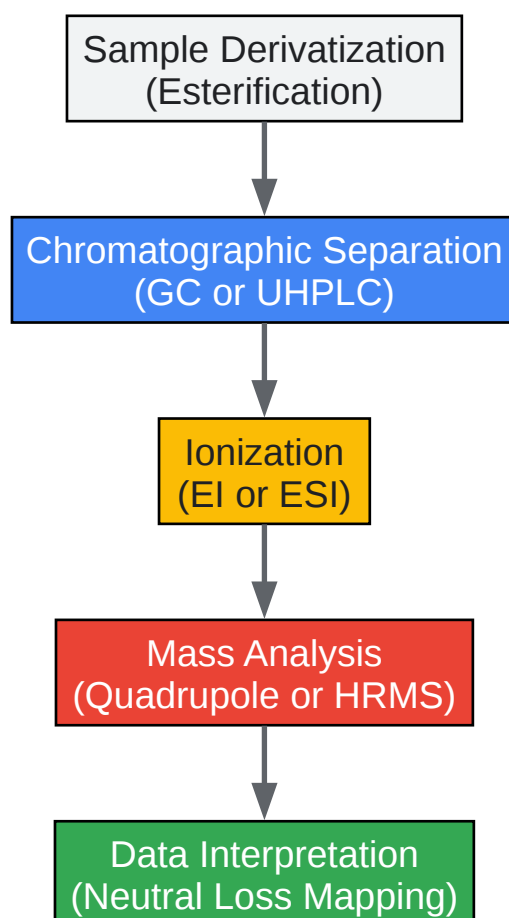 Sample Derivatization
(Esterification)
Chromatographic Separation
(GC or UHPLC)
Ionization
(EI or ESI)
Mass Analysis
(Quadrupole or HRMS)
Data Interpretation
(Neutral Loss Mapping)